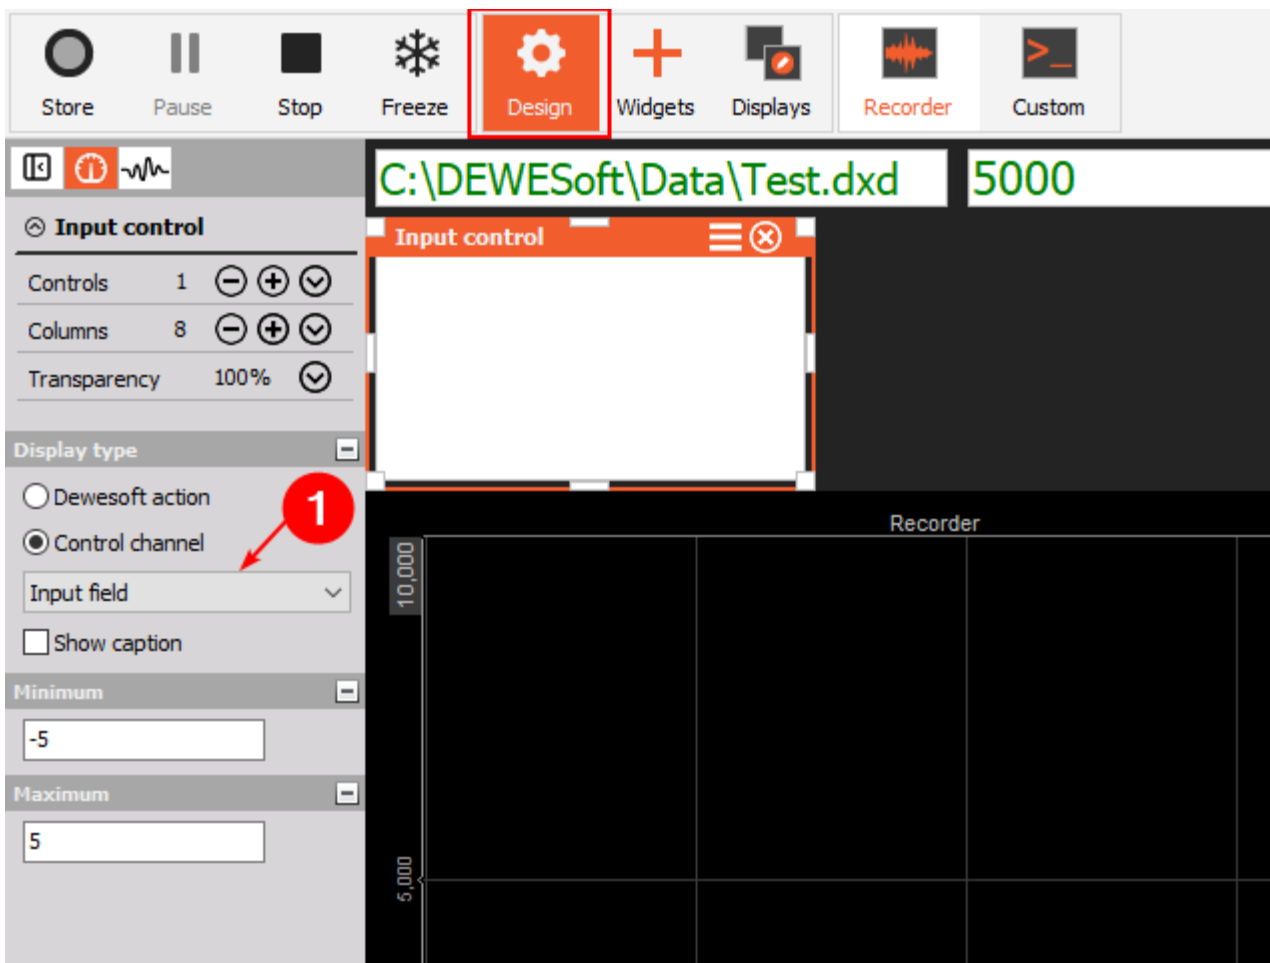 Store Pause Stop Freeze Design Widgets Displays Recorder Custom
C:\DEWESoft\Data\Test.dxd 5000
Input control
Controls 1
Columns 8
Transparency 100%
Display type
Dewesoft action
Control channel
1
Input field
Show caption
Minimum
-5
Maximum
5
Input control
Recorder
10,000
5,000